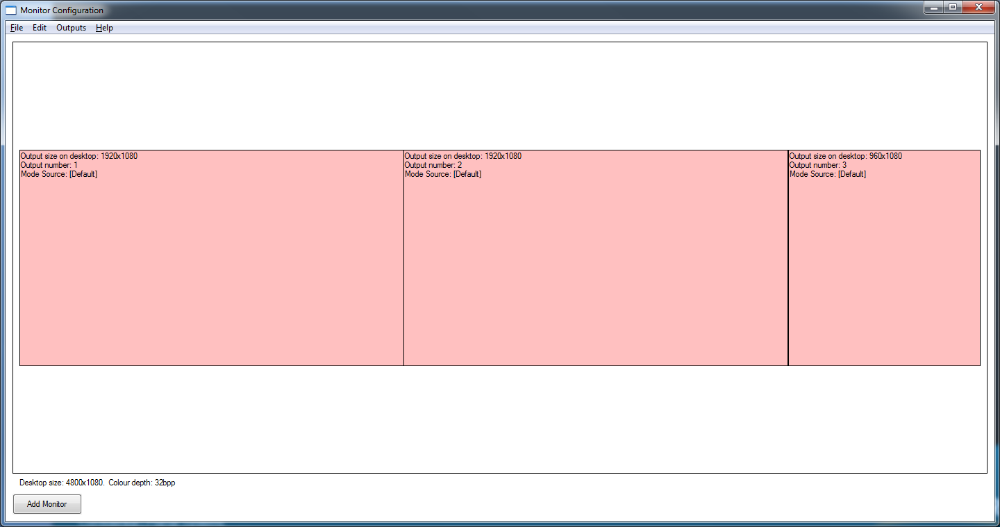 Monitor Configuration
File Edit Outputs Help
Output size on desktop: 1920x1080
Output number: 1
Mode Source: [Default]
Output size on desktop: 1920x1080
Output number: 2
Mode Source: [Default]
Output size on desktop: 960x1080
Output number: 3
Mode Source: [Default]
Desktop size: 4800x1080.  Colour depth: 32bpp
Add Monitor